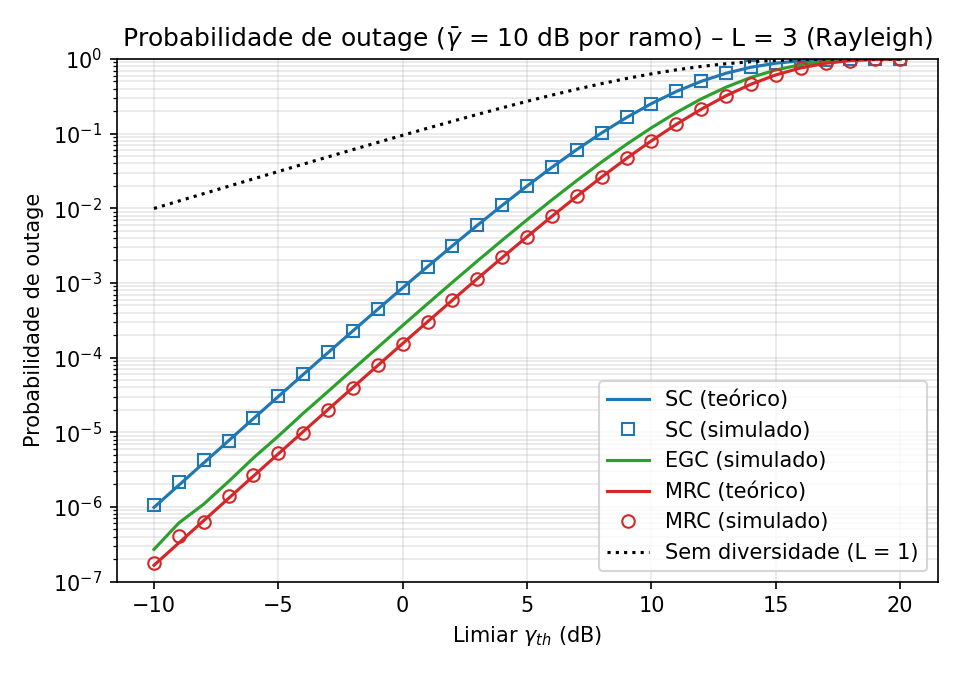 Probabilidade de outage (γ̄ = 10 dB por ramo) – L = 3 (Rayleigh)
Probabilidade de outage
10⁰
10⁻¹
10⁻²
10⁻³
10⁻⁴
10⁻⁵
10⁻⁶
10⁻⁷
SC (teórico)
SC (simulado)
EGC (simulado)
MRC (teórico)
MRC (simulado)
Sem diversidade (L = 1)
−10 −5 0 5 10 15 20
Limiar γ_th (dB)